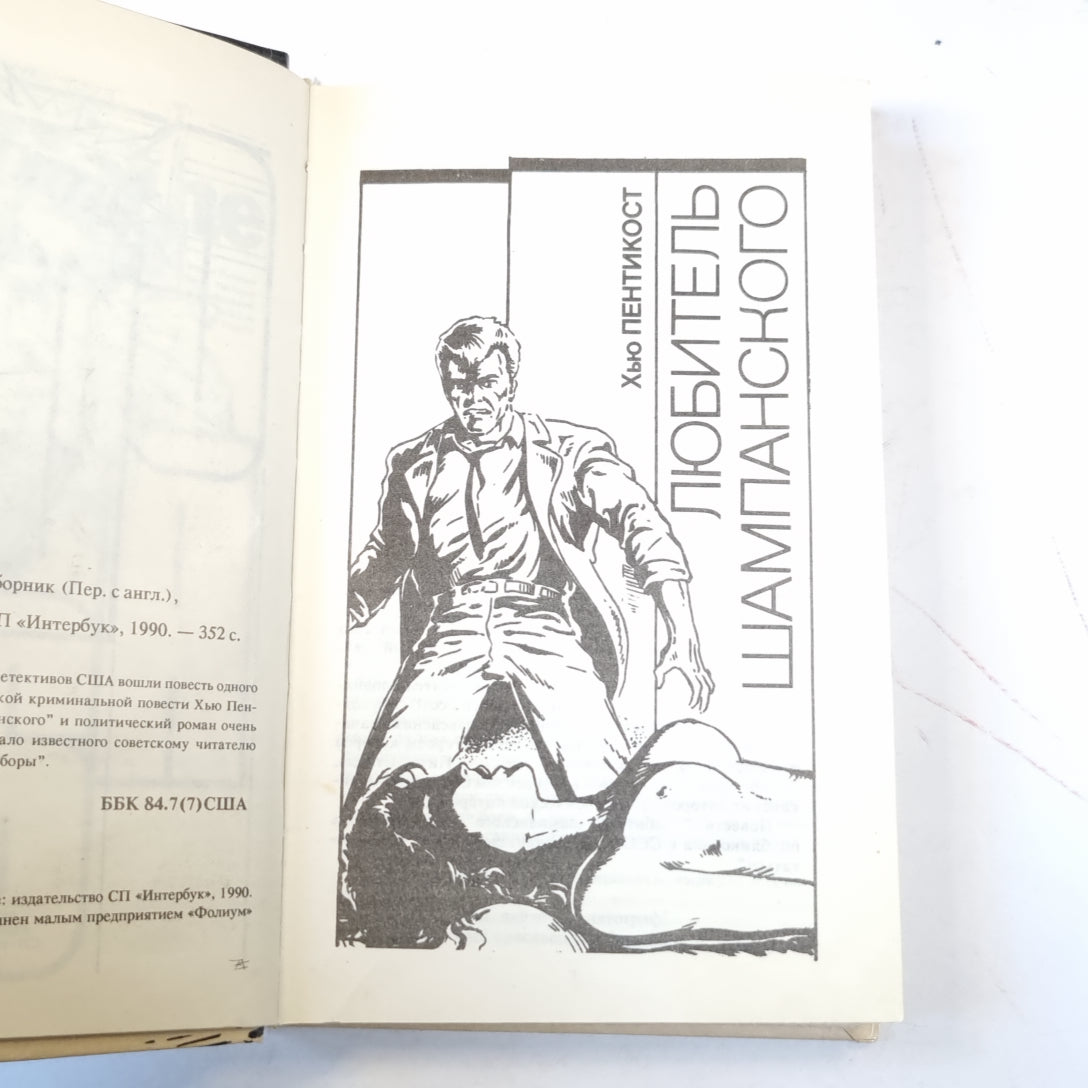 борник (Пер. с англ.),
П «Интербук», 1990. — 352 с.
етективов США вошли повесть одного
кой криминальной повести Хью Пен-
нского" и политический роман очень
ало известного советскому читателю
боры".
ББК 84.7(7)США
: издательство СП «Интербук», 1990.
нен малым предприятием «Фолиум»
Хью ПЕНТИКОСТ
ЛЮБИТЕЛЬ
ШАМПАНСКОГО